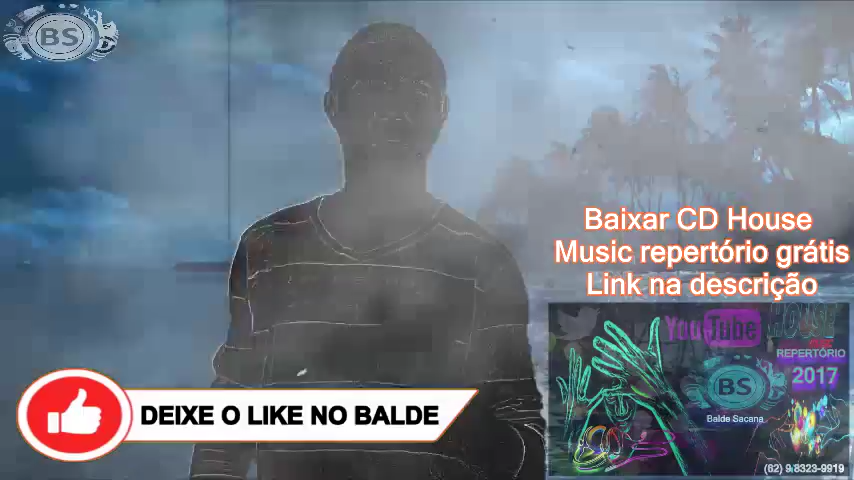 BS
Baixar CD House
Music repertório grátis
Link na descrição
YouTube HOUSE
REPERTÓRIO
2017
BS
Balde Sacana
DEIXE O LIKE NO BALDE
(62) 9/8323-9919